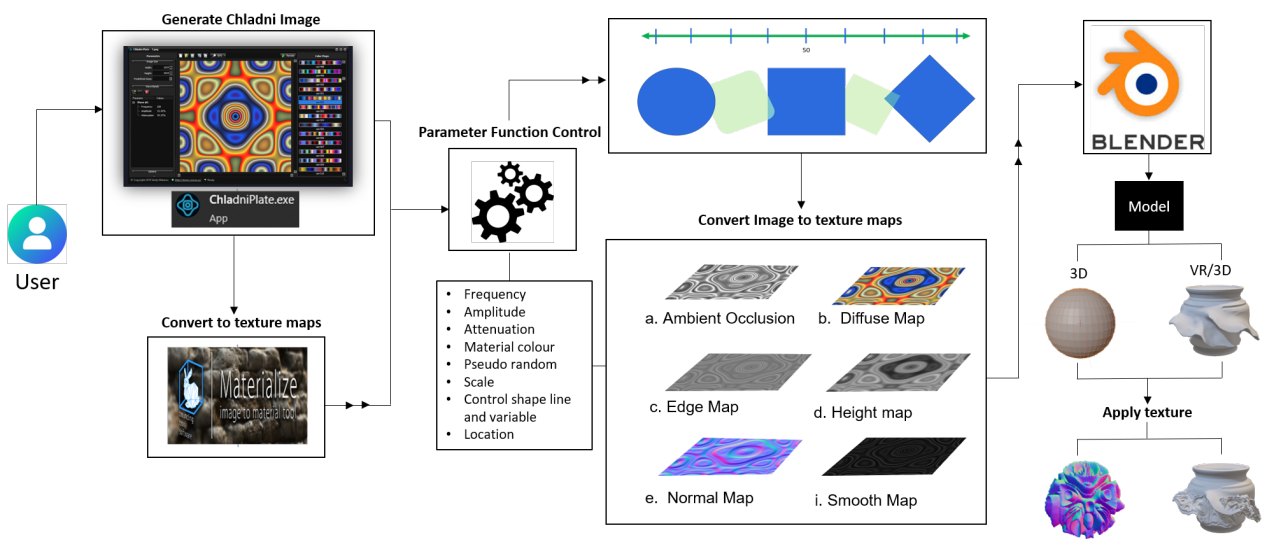 Generate Chladni Image
ChladniPlate.exe
App
User
Convert to texture maps
Materialize
image to material tool
Parameter Function Control
• Frequency
• Amplitude
• Attenuation
• Material colour
• Pseudo random
• Scale
• Control shape line
and variable
• Location
50
Convert Image to texture maps
a. Ambient Occlusion
b. Diffuse Map
c. Edge Map
d. Height map
e. Normal Map
i. Smooth Map
BLENDER
Model
3D
VR/3D
Apply texture